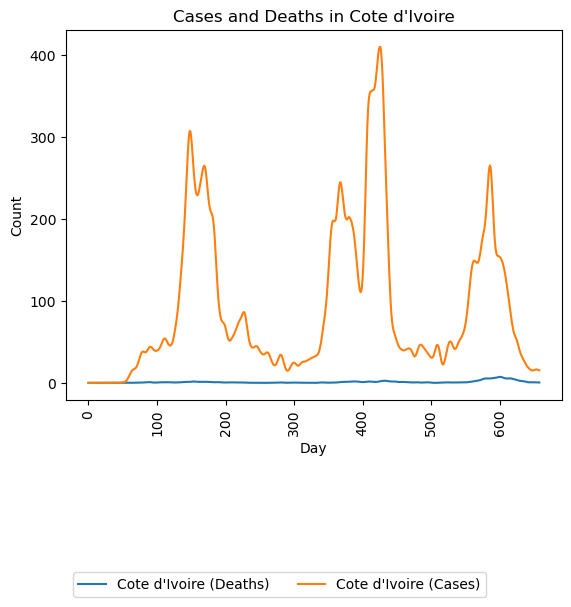 Cases and Deaths in Cote d'Ivoire
Count
400
300
200
100
0
0 100 200 300 400 500 600
Day
Cote d'Ivoire (Deaths) Cote d'Ivoire (Cases)